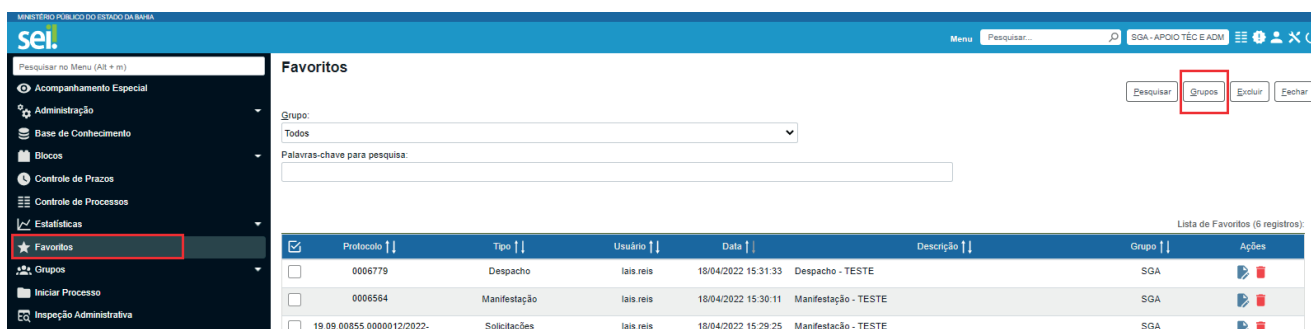 MINISTÉRIO PÚBLICO DO ESTADO DA BAHIA
sei!
Menu Pesquisar... SGA - APOIO TÉC E ADM
Pesquisar no Menu (Alt + m)
Acompanhamento Especial
Administração
Base de Conhecimento
Blocos
Controle de Prazos
Controle de Processos
Estatísticas
Favoritos
Grupos
Iniciar Processo
Inspeção Administrativa
Favoritos
Pesquisar Grupos Excluir Fechar
Grupo:
Todos
Palavras-chave para pesquisa:
Lista de Favoritos (6 registros):
Protocolo Tipo Usuário Data Descrição Grupo Ações
0006779 Despacho lais.reis 18/04/2022 15:31:33 Despacho - TESTE SGA
0006564 Manifestação lais.reis 18/04/2022 15:30:11 Manifestação - TESTE SGA
19.09.00855.0000012/2022- Solicitações lais.reis 18/04/2022 15:29:25 Manifestação - TESTE SGA